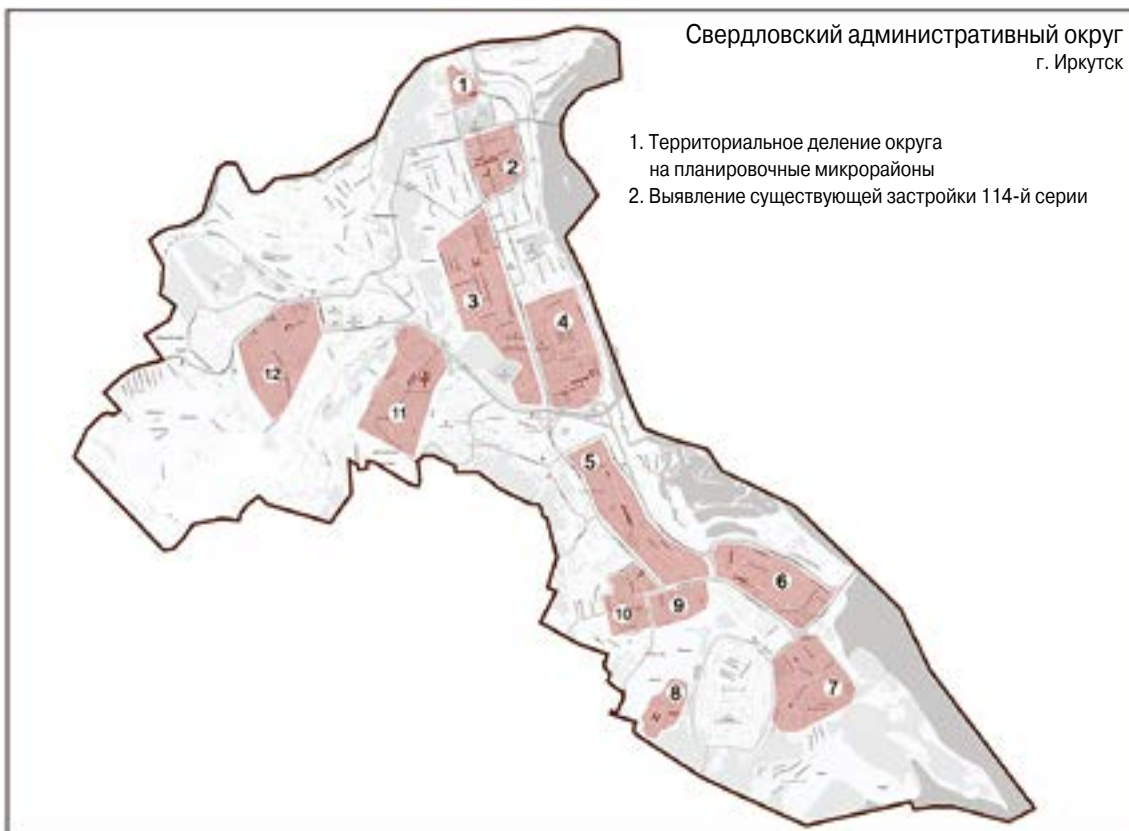 Свердловский административный округ
г. Иркутск
1. Территориальное деление округа
на планировочные микрорайоны
2. Выявление существующей застройки 114-й серии
1
2
3
4
5
6
7
8
9
10
11
12